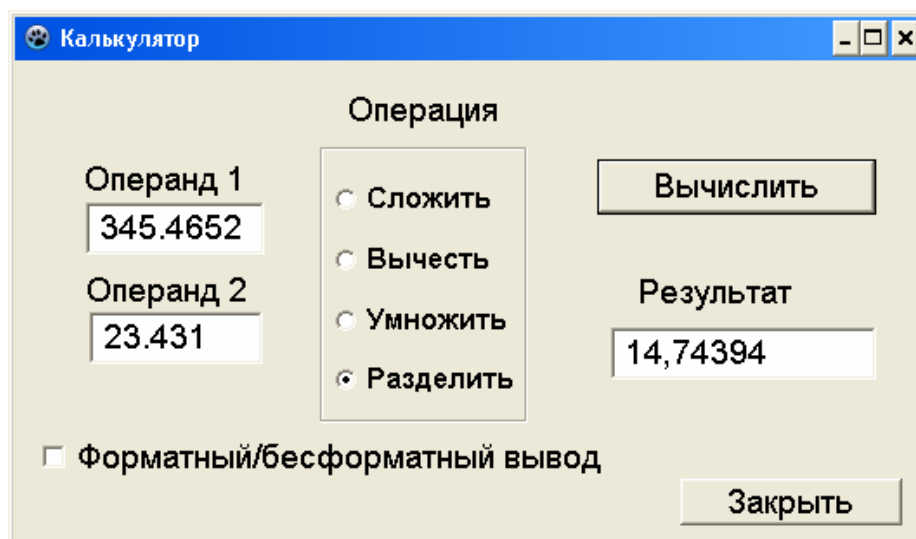 Калькулятор
Операция
Операнд 1
345.4652
Операнд 2
23.431
Сложить
Вычесть
Умножить
Разделить
Вычислить
Результат
14,74394
Форматный/бесформатный вывод
Закрыть